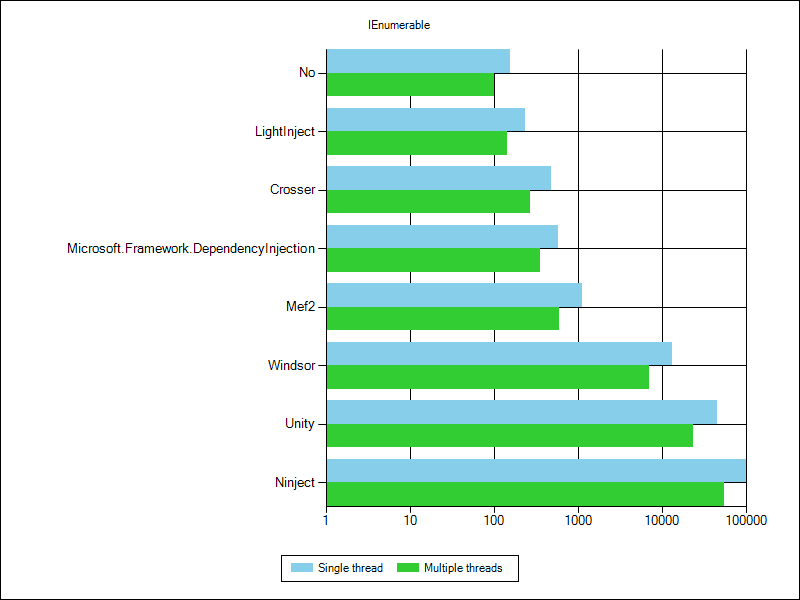 IEnumerable
No
LightInject
Crosser
Microsoft.Framework.DependencyInjection
Mef2
Windsor
Unity
Ninject
1 10 100 1000 10000 100000
Single thread Multiple threads